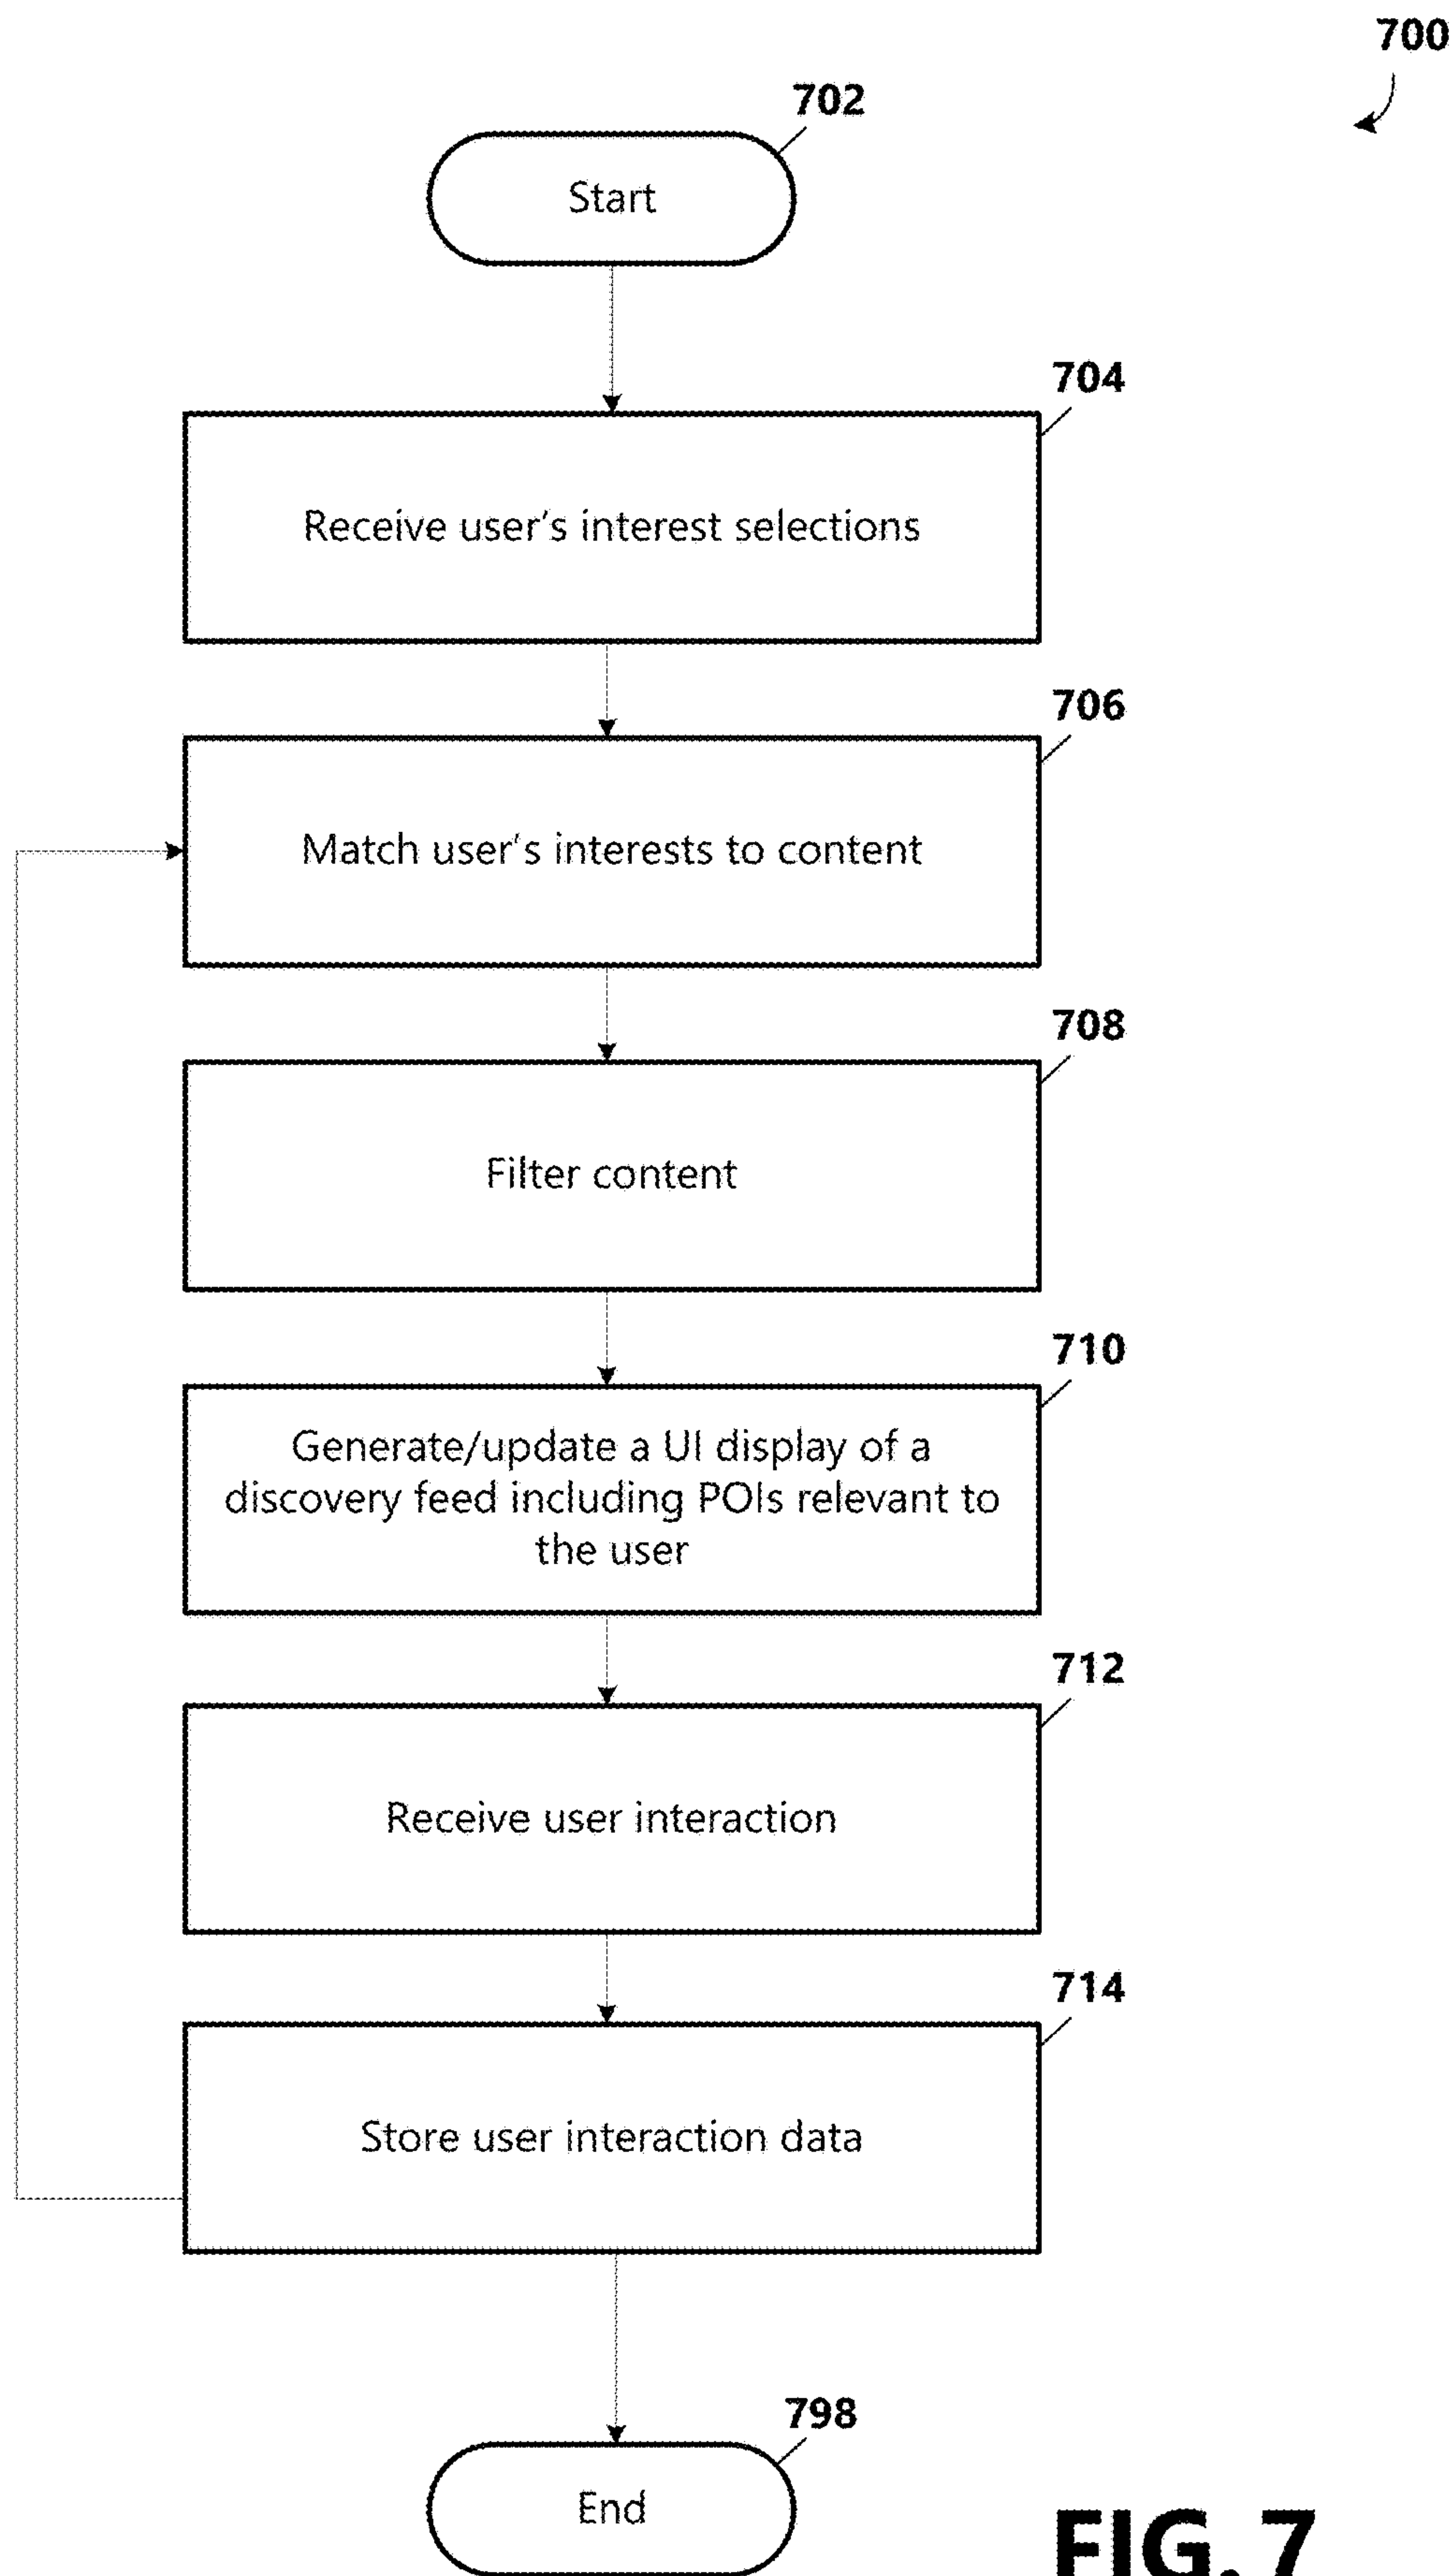 700
702
Start
704
Receive user's interest selections
706
Match user's interests to content
708
Filter content
710
Generate/update a UI display of a
discovery feed including POIs relevant to
the user
712
Receive user interaction
714
Store user interaction data
798
End
FIG. 7